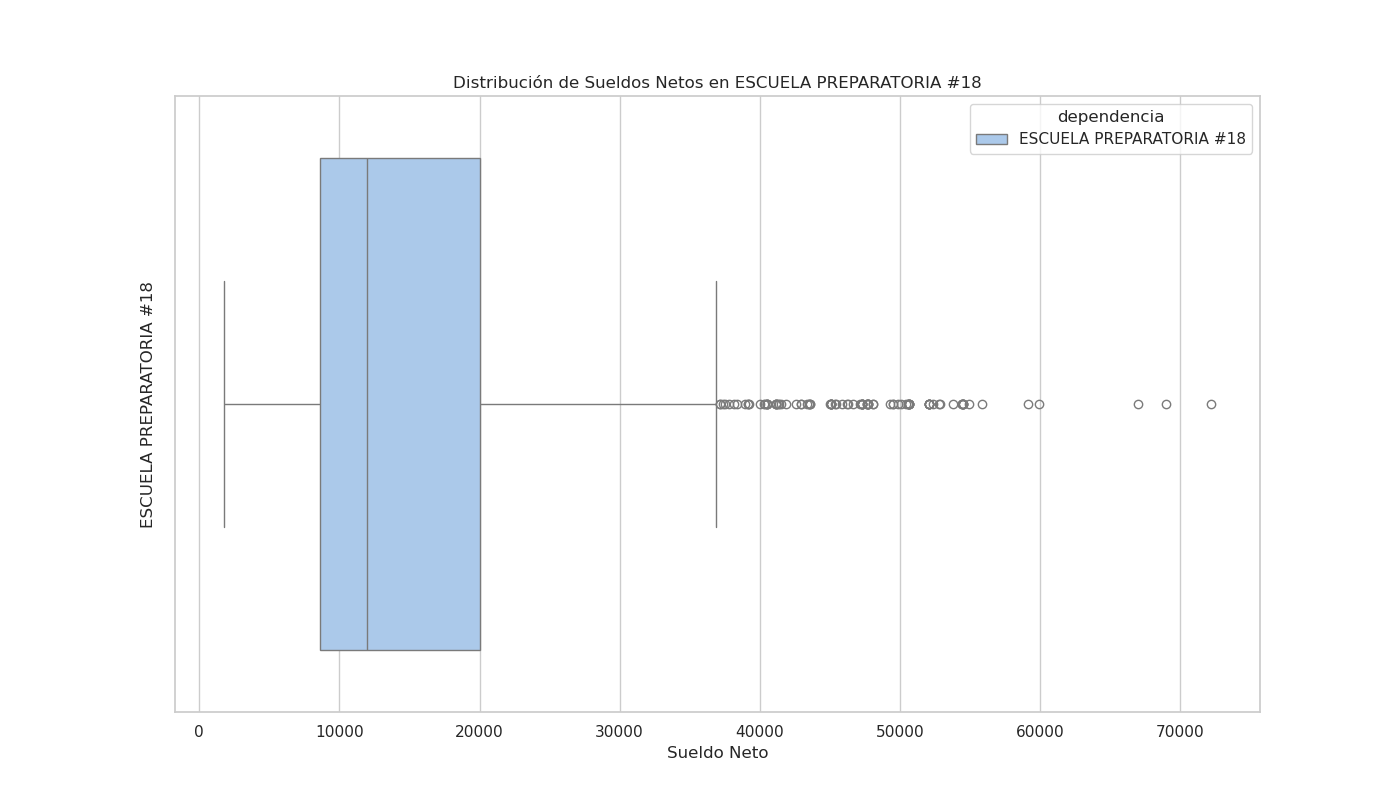 Distribución de Sueldos Netos en ESCUELA PREPARATORIA #18
dependencia
ESCUELA PREPARATORIA #18
ESCUELA PREPARATORIA #18
0 10000 20000 30000 40000 50000 60000 70000
Sueldo Neto